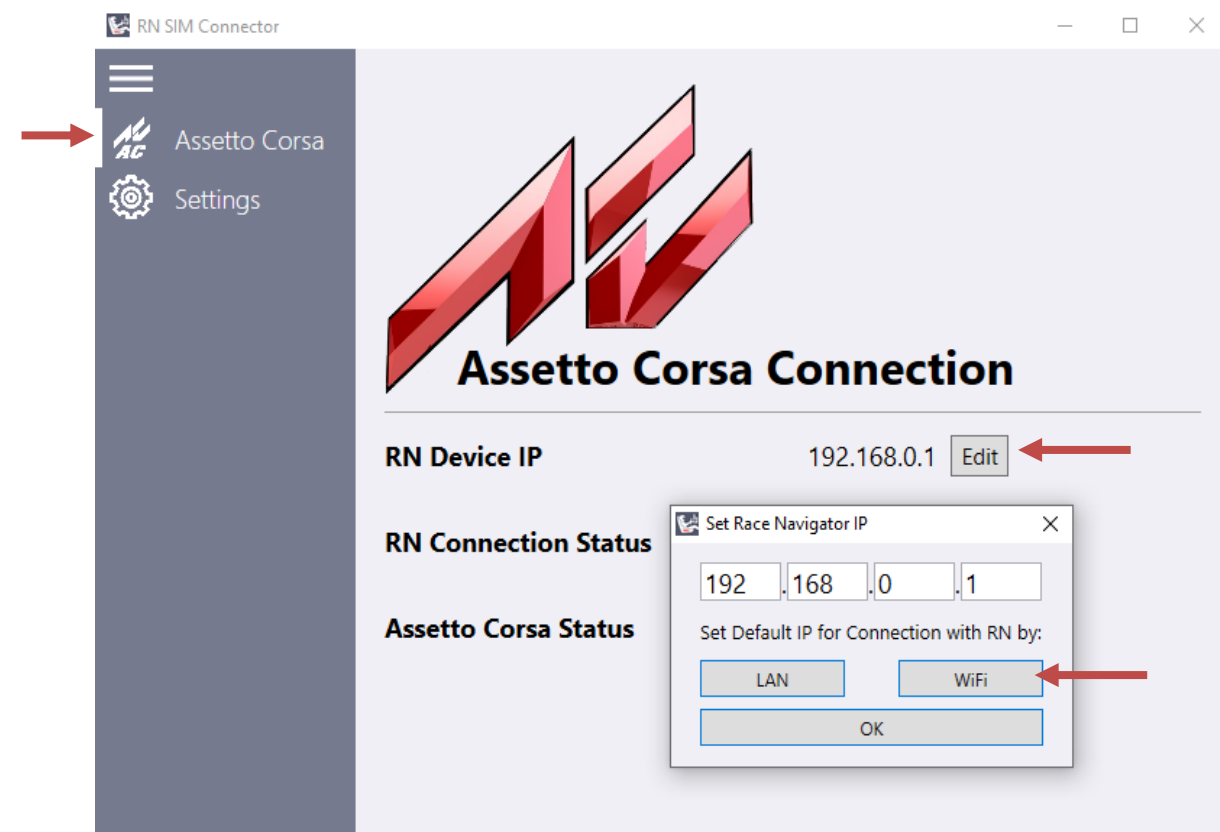 RN SIM Connector
AC
Assetto Corsa
Settings
Assetto Corsa Connection
RN Device IP
192.168.0.1
Edit
RN Connection Status
Assetto Corsa Status
Set Race Navigator IP
192.168.0.1
Set Default IP for Connection with RN by:
LAN
WiFi
OK